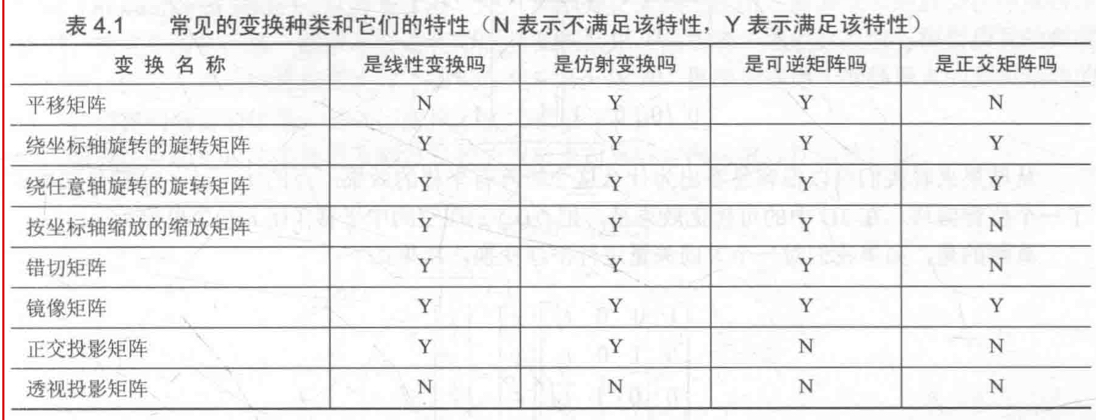 表 4.1 常见的变换种类和它们的特性（N 表示不满足该特性，Y 表示满足该特性）
变 换 名 称 是线性变换吗 是仿射变换吗 是可逆矩阵吗 是正交矩阵吗
平移矩阵 N Y Y N
绕坐标轴旋转的旋转矩阵 Y Y Y Y
绕任意轴旋转的旋转矩阵 Y Y Y Y
按坐标轴缩放的缩放矩阵 Y Y Y N
错切矩阵 Y Y Y N
镜像矩阵 Y Y Y Y
正交投影矩阵 Y Y N N
透视投影矩阵 N N N N